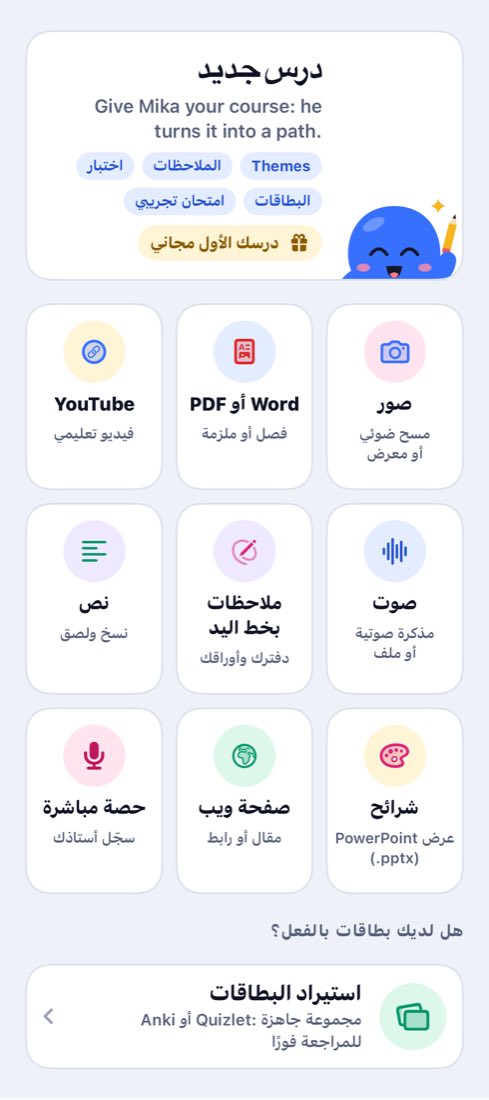 درس جديد
Give Mika your course: he
turns it into a path.
Themes الملاحظات اختبار
البطاقات امتحان تجريبي
درسك الأول مجاني
صور
مسح ضوئي
أو معرض
Word أو PDF
فصل أو ملزمة
YouTube
فيديو تعليمي
صوت
مذكرة صوتية
أو ملف
ملاحظات
بخط اليد
دفترك وأوراقك
نص
نسخ ولصق
شرائح
عرض PowerPoint
(.pptx)
صفحة ويب
مقال أو رابط
حصة مباشرة
سجّل أستاذك
هل لديك بطاقات بالفعل؟
استيراد البطاقات
مجموعة جاهزة: Quizlet أو Anki
للمراجعة فورًا